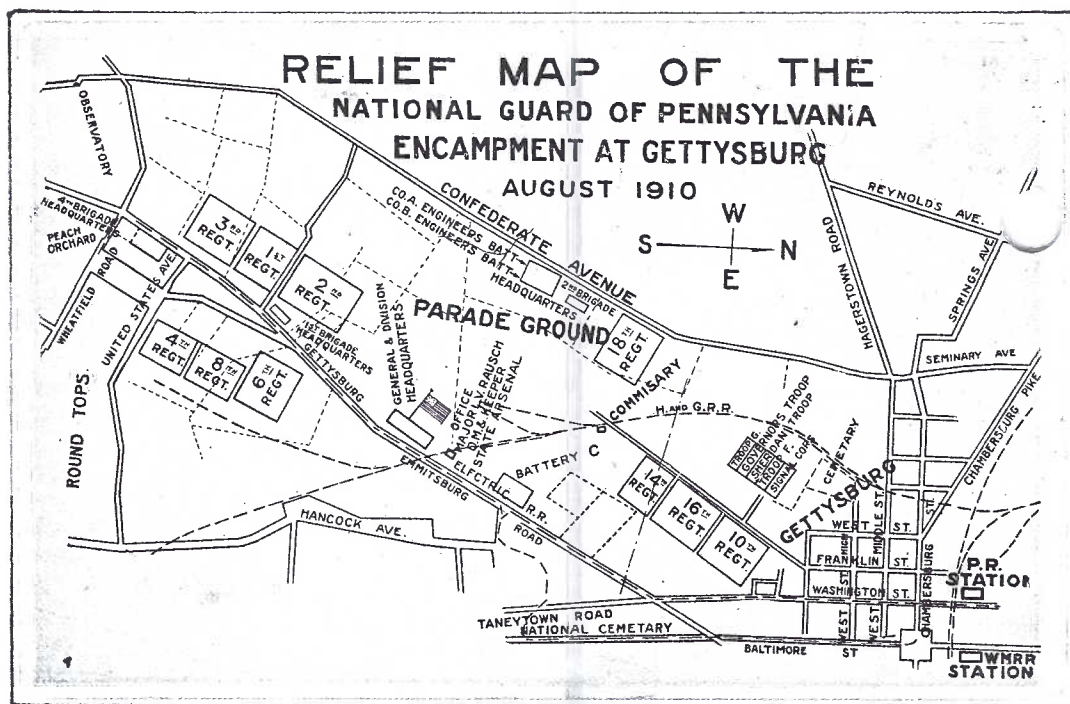 RELIEF MAP OF THE
NATIONAL GUARD OF PENNSYLVANIA
ENCAMPMENT AT GETTYSBURG
AUGUST 1910
W
S
N
E
OBSERVATORY
4TH BRIGADE
HEADQUARTERS
PEACH
ORCHARD
WHEATFIELD ROAD
UNITED STATES AVE.
ROUND TOPS
3RD
REGT.
1ST
REGT.
2ND
REGT.
4TH
REGT.
8TH
REGT.
6TH
REGT.
1ST BRIGADE
HEADQUARTERS
GETTYSBURG
GENERAL & DIVISION
HEADQUARTERS
OFFICE
MAJOR L.V. RAUSCH
Q.M. & KEEPER
STATE ARSENAL
CO. A. ENGINEERS BATT
CO. B. ENGINEERS BATT
CONFEDERATE AVENUE
2ND BRIGADE
HEADQUARTERS
PARADE GROUND
18TH
REGT.
COMMISARY
H. AND G. R.R.
BATTERY C
ELECTRIC R.R.
EMMITSBURG ROAD
HANCOCK AVE.
14TH
REGT.
16TH
REGT.
10TH
REGT.
TROOP G.
GOVERNORS TROOP
SHERIDAN TROOP
TROOP F.
SIGNAL CORPS
CEMETARY
GETTYSBURG
HAGERSTOWN ROAD
REYNOLDS AVE.
SPRINGS AVE
SEMINARY AVE
CHAMBERSBURG PIKE
WEST ST.
FRANKLIN ST.
WASHINGTON ST.
WEST HIGH ST.
WEST MIDDLE ST.
CHAMBERSBURG ST.
P.R.
STATION
TANEYTOWN ROAD
NATIONAL CEMETARY
BALTIMORE ST
WMRR
STATION